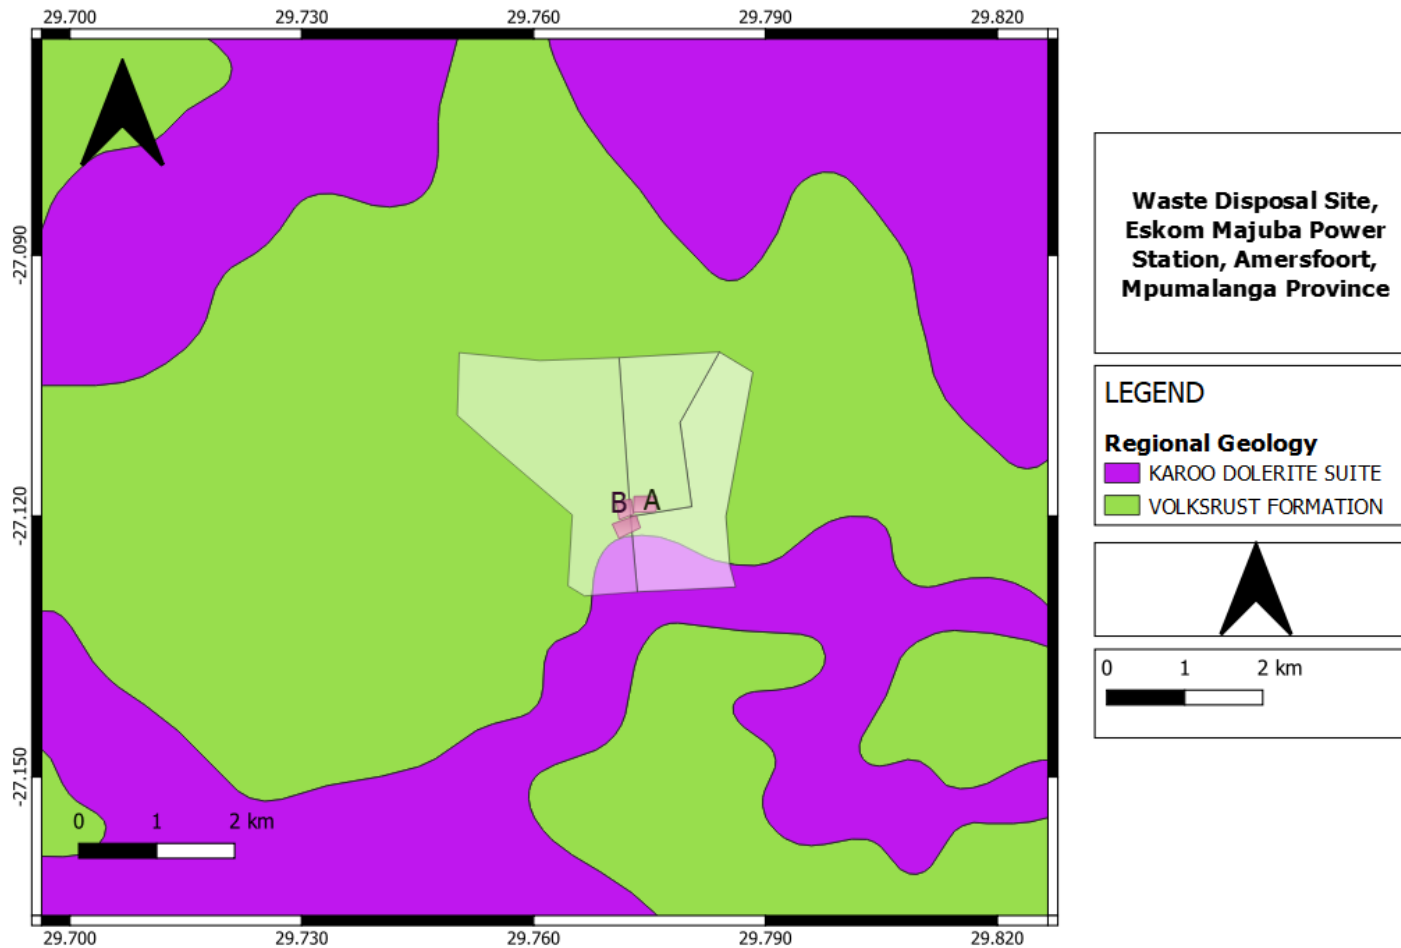 29.700
29.730
29.760
29.790
29.820
-27.090
-27.120
-27.150
B
A
0 1 2 km
29.700
29.730
29.760
29.790
29.820
Waste Disposal Site,
Eskom Majuba Power
Station, Amersfoort,
Mpumalanga Province
LEGEND
Regional Geology
KAROO DOLERITE SUITE
VOLKSRUST FORMATION
0 1 2 km